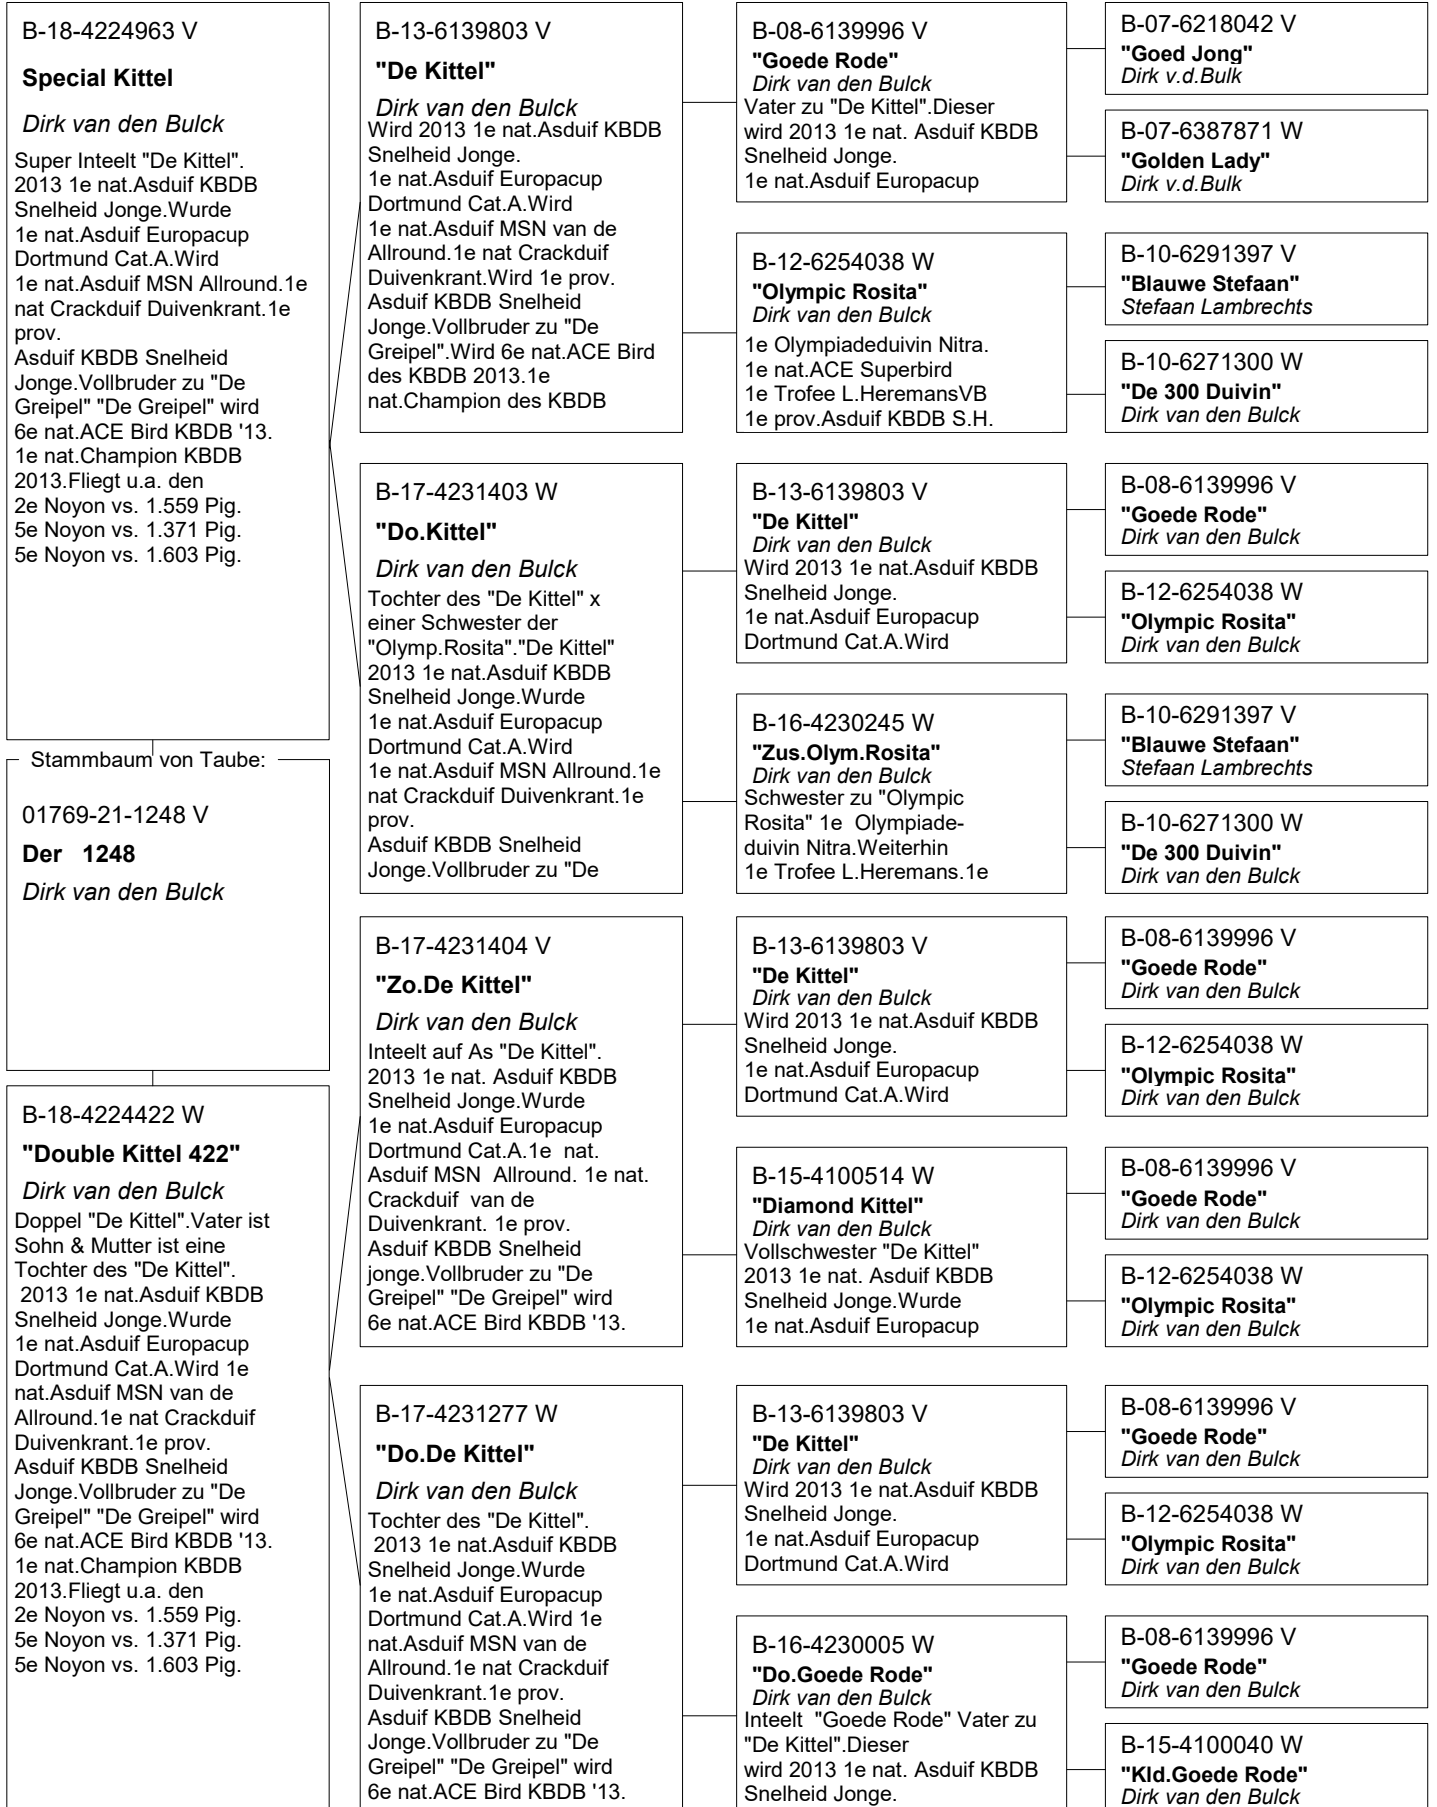 B-18-4224963 V
Special Kittel
Dirk van den Bulck
Super Inteelt "De Kittel".
2013 1e nat.Asduif KBDB
Snelheid Jonge.Wurde
1e nat.Asduif Europacup
Dortmund Cat.A.Wird
1e nat.Asduif MSN Allround.1e
nat Crackduif Duivenkrant.1e
prov.
Asduif KBDB Snelheid
Jonge.Vollbruder zu "De
Greipel" "De Greipel" wird
6e nat.ACE Bird KBDB '13.
1e nat.Champion KBDB
2013.Fliegt u.a. den
2e Noyon vs. 1.559 Pig.
5e Noyon vs. 1.371 Pig.
5e Noyon vs. 1.603 Pig.
Stammbaum von Taube:
01769-21-1248 V
Der 1248
Dirk van den Bulck
B-18-4224422 W
"Double Kittel 422"
Dirk van den Bulck
Doppel "De Kittel".Vater ist
Sohn & Mutter ist eine
Tochter des "De Kittel".
2013 1e nat.Asduif KBDB
Snelheid Jonge.Wurde
1e nat.Asduif Europacup
Dortmund Cat.A.Wird 1e
nat.Asduif MSN van de
Allround.1e nat Crackduif
Duivenkrant.1e prov.
Asduif KBDB Snelheid
Jonge.Vollbruder zu "De
Greipel" "De Greipel" wird
6e nat.ACE Bird KBDB '13.
1e nat.Champion KBDB
2013.Fliegt u.a. den
2e Noyon vs. 1.559 Pig.
5e Noyon vs. 1.371 Pig.
5e Noyon vs. 1.603 Pig.
B-13-6139803 V
"De Kittel"
Dirk van den Bulck
Wird 2013 1e nat.Asduif KBDB
Snelheid Jonge.
1e nat.Asduif Europacup
Dortmund Cat.A.Wird
1e nat.Asduif MSN van de
Allround.1e nat Crackduif
Duivenkrant.Wird 1e prov.
Asduif KBDB Snelheid
Jonge.Vollbruder zu "De
Greipel".Wird 6e nat.ACE Bird
des KBDB 2013.1e
nat.Champion des KBDB
B-17-4231403 W
"Do.Kittel"
Dirk van den Bulck
Tochter des "De Kittel" x
einer Schwester der
"Olymp.Rosita"."De Kittel"
2013 1e nat.Asduif KBDB
Snelheid Jonge.Wurde
1e nat.Asduif Europacup
Dortmund Cat.A.Wird
1e nat.Asduif MSN Allround.1e
nat Crackduif Duivenkrant.1e
prov.
Asduif KBDB Snelheid
Jonge.Vollbruder zu "De
B-17-4231404 V
"Zo.De Kittel"
Dirk van den Bulck
Inteelt auf As "De Kittel".
2013 1e nat. Asduif KBDB
Snelheid Jonge.Wurde
1e nat.Asduif Europacup
Dortmund Cat.A.1e nat.
Asduif MSN Allround. 1e nat.
Crackduif van de
Duivenkrant. 1e prov.
Asduif KBDB Snelheid
jonge.Vollbruder zu "De
Greipel" "De Greipel" wird
6e nat.ACE Bird KBDB '13.
B-17-4231277 W
"Do.De Kittel"
Dirk van den Bulck
Tochter des "De Kittel".
2013 1e nat.Asduif KBDB
Snelheid Jonge.Wurde
1e nat.Asduif Europacup
Dortmund Cat.A.Wird 1e
nat.Asduif MSN van de
Allround.1e nat Crackduif
Duivenkrant.1e prov.
Asduif KBDB Snelheid
Jonge.Vollbruder zu "De
Greipel" "De Greipel" wird
6e nat.ACE Bird KBDB '13.
B-08-6139996 V
"Goede Rode"
Dirk van den Bulck
Vater zu "De Kittel".Dieser
wird 2013 1e nat. Asduif KBDB
Snelheid Jonge.
1e nat.Asduif Europacup
B-12-6254038 W
"Olympic Rosita"
Dirk van den Bulck
1e Olympiadeduivin Nitra.
1e nat.ACE Superbird
1e Trofee L.HeremansVB
1e prov.Asduif KBDB S.H.
B-13-6139803 V
"De Kittel"
Dirk van den Bulck
Wird 2013 1e nat.Asduif KBDB
Snelheid Jonge.
1e nat.Asduif Europacup
Dortmund Cat.A.Wird
B-16-4230245 W
"Zus.Olym.Rosita"
Dirk van den Bulck
Schwester zu "Olympic
Rosita" 1e Olympiade-
duivin Nitra.Weiterhin
1e Trofee L.Heremans.1e
B-13-6139803 V
"De Kittel"
Dirk van den Bulck
Wird 2013 1e nat.Asduif KBDB
Snelheid Jonge.
1e nat.Asduif Europacup
Dortmund Cat.A.Wird
B-15-4100514 W
"Diamond Kittel"
Dirk van den Bulck
Vollschwester "De Kittel"
2013 1e nat. Asduif KBDB
Snelheid Jonge.Wurde
1e nat.Asduif Europacup
B-13-6139803 V
"De Kittel"
Dirk van den Bulck
Wird 2013 1e nat.Asduif KBDB
Snelheid Jonge.
1e nat.Asduif Europacup
Dortmund Cat.A.Wird
B-16-4230005 W
"Do.Goede Rode"
Dirk van den Bulck
Inteelt "Goede Rode" Vater zu
"De Kittel".Dieser
wird 2013 1e nat. Asduif KBDB
Snelheid Jonge.
B-07-6218042 V
"Goed Jong"
Dirk v.d.Bulk
B-07-6387871 W
"Golden Lady"
Dirk v.d.Bulk
B-10-6291397 V
"Blauwe Stefaan"
Stefaan Lambrechts
B-10-6271300 W
"De 300 Duivin"
Dirk van den Bulck
B-08-6139996 V
"Goede Rode"
Dirk van den Bulck
B-12-6254038 W
"Olympic Rosita"
Dirk van den Bulck
B-10-6291397 V
"Blauwe Stefaan"
Stefaan Lambrechts
B-10-6271300 W
"De 300 Duivin"
Dirk van den Bulck
B-08-6139996 V
"Goede Rode"
Dirk van den Bulck
B-12-6254038 W
"Olympic Rosita"
Dirk van den Bulck
B-08-6139996 V
"Goede Rode"
Dirk van den Bulck
B-12-6254038 W
"Olympic Rosita"
Dirk van den Bulck
B-08-6139996 V
"Goede Rode"
Dirk van den Bulck
B-12-6254038 W
"Olympic Rosita"
Dirk van den Bulck
B-08-6139996 V
"Goede Rode"
Dirk van den Bulck
B-15-4100040 W
"Kld.Goede Rode"
Dirk van den Bulck